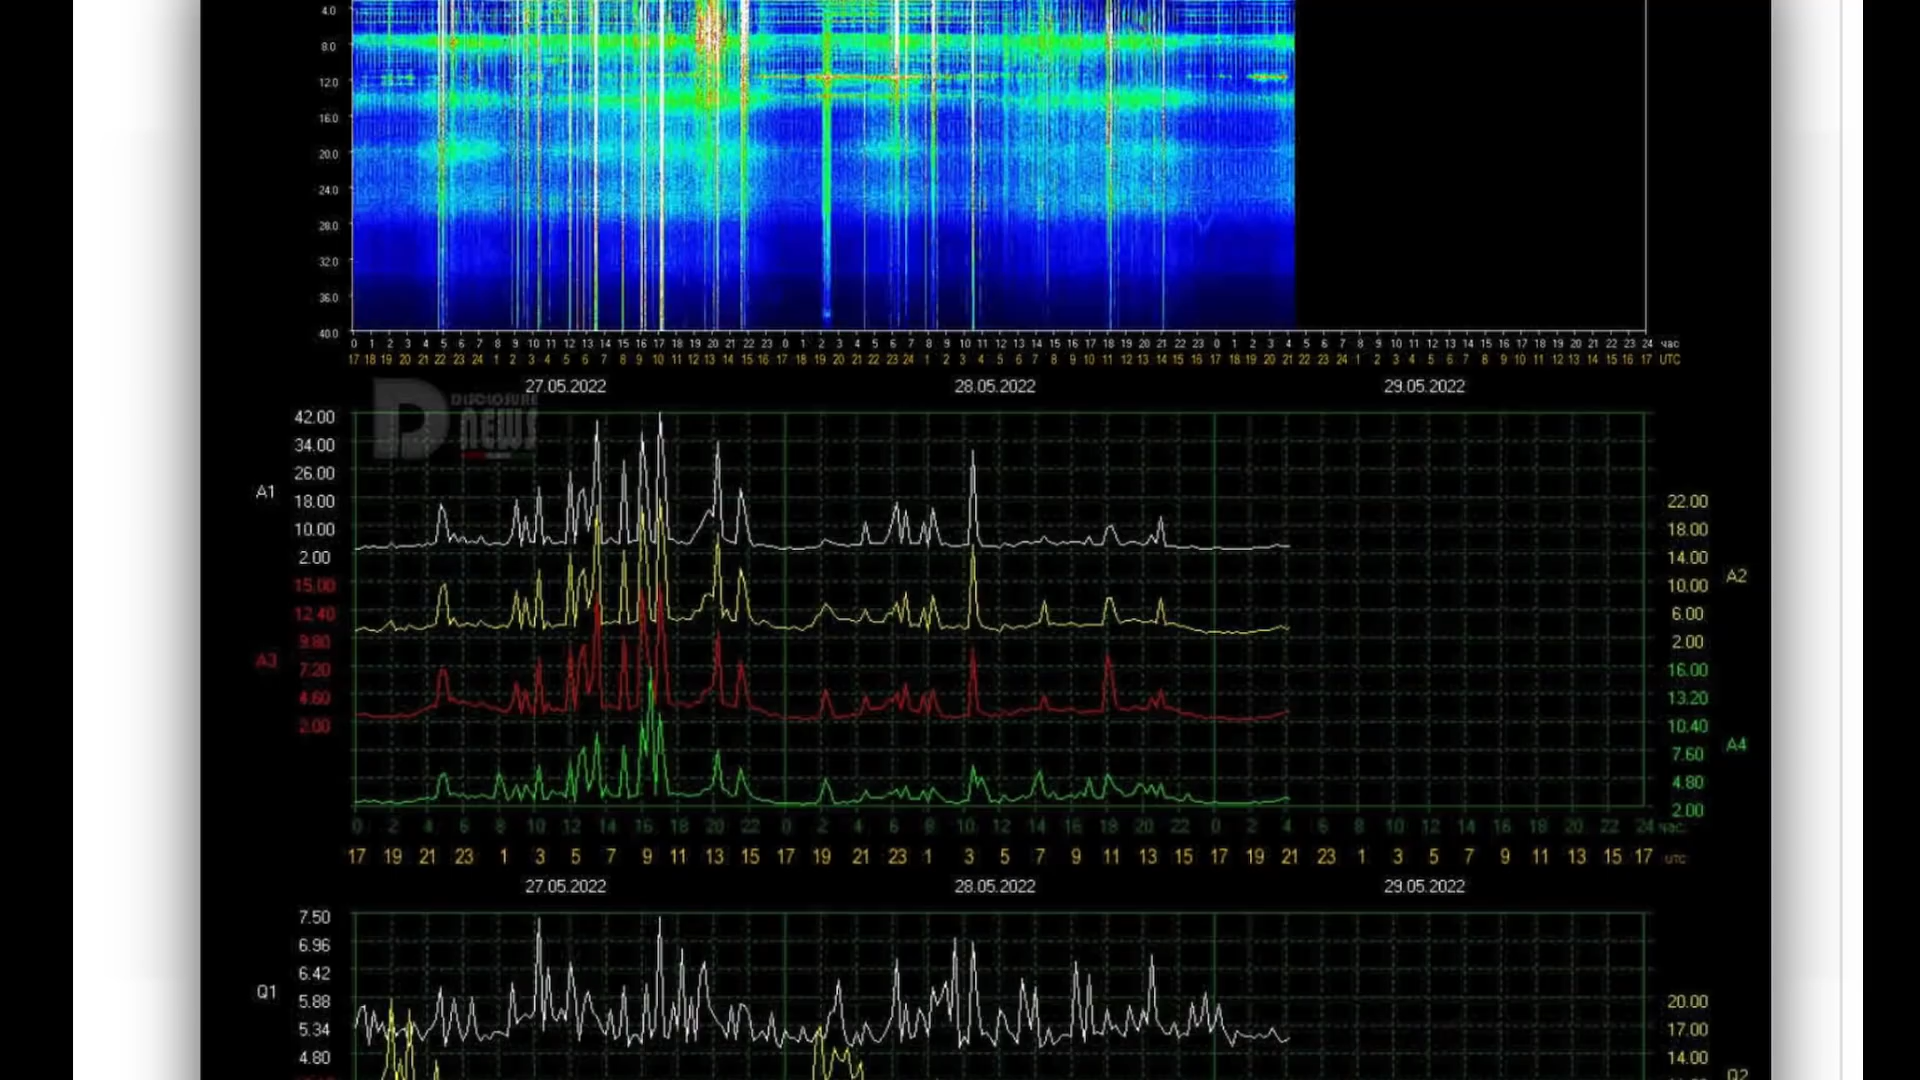 4.0
8.0
12.0
16.0
20.0
24.0
28.0
32.0
36.0
40.0
0 1 2 3 4 5 6 7 8 9 10 11 12 13 14 15 16 17 18 19 20 21 22 23 0 1 2 3 4 5 6 7 8 9 10 11 12 13 14 15 16 17 18 19 20 21 22 23 0 1 2 3 4 5 6 7 8 9 10 11 12 13 14 15 16 17 18 19 20 21 22 23 24 час
17 18 19 20 21 22 23 24 1 2 3 4 5 6 7 8 9 10 11 12 13 14 15 16 17 18 19 20 21 22 23 24 1 2 3 4 5 6 7 8 9 10 11 12 13 14 15 16 17 18 19 20 21 22 23 24 1 2 3 4 5 6 7 8 9 10 11 12 13 14 15 16 17 UTC
27.05.2022 28.05.2022 29.05.2022
DISCLOSURE
NEWS
42.00
34.00
26.00
A1 18.00 22.00
10.00 18.00
2.00 14.00
15.00 10.00 A2
12.40 6.00
9.80 2.00
A3 7.20 16.00
4.60 13.20
2.00 10.40
7.60 A4
4.80
2.00
0 2 4 6 8 10 12 14 16 18 20 22 0 2 4 6 8 10 12 14 16 18 20 22 0 2 4 6 8 10 12 14 16 18 20 22 24 час
17 19 21 23 1 3 5 7 9 11 13 15 17 19 21 23 1 3 5 7 9 11 13 15 17 19 21 23 1 3 5 7 9 11 13 15 17 UTC
27.05.2022 28.05.2022 29.05.2022
7.50
6.96
6.42
Q1 5.88 20.00
5.34 17.00
4.80 14.00
Q2